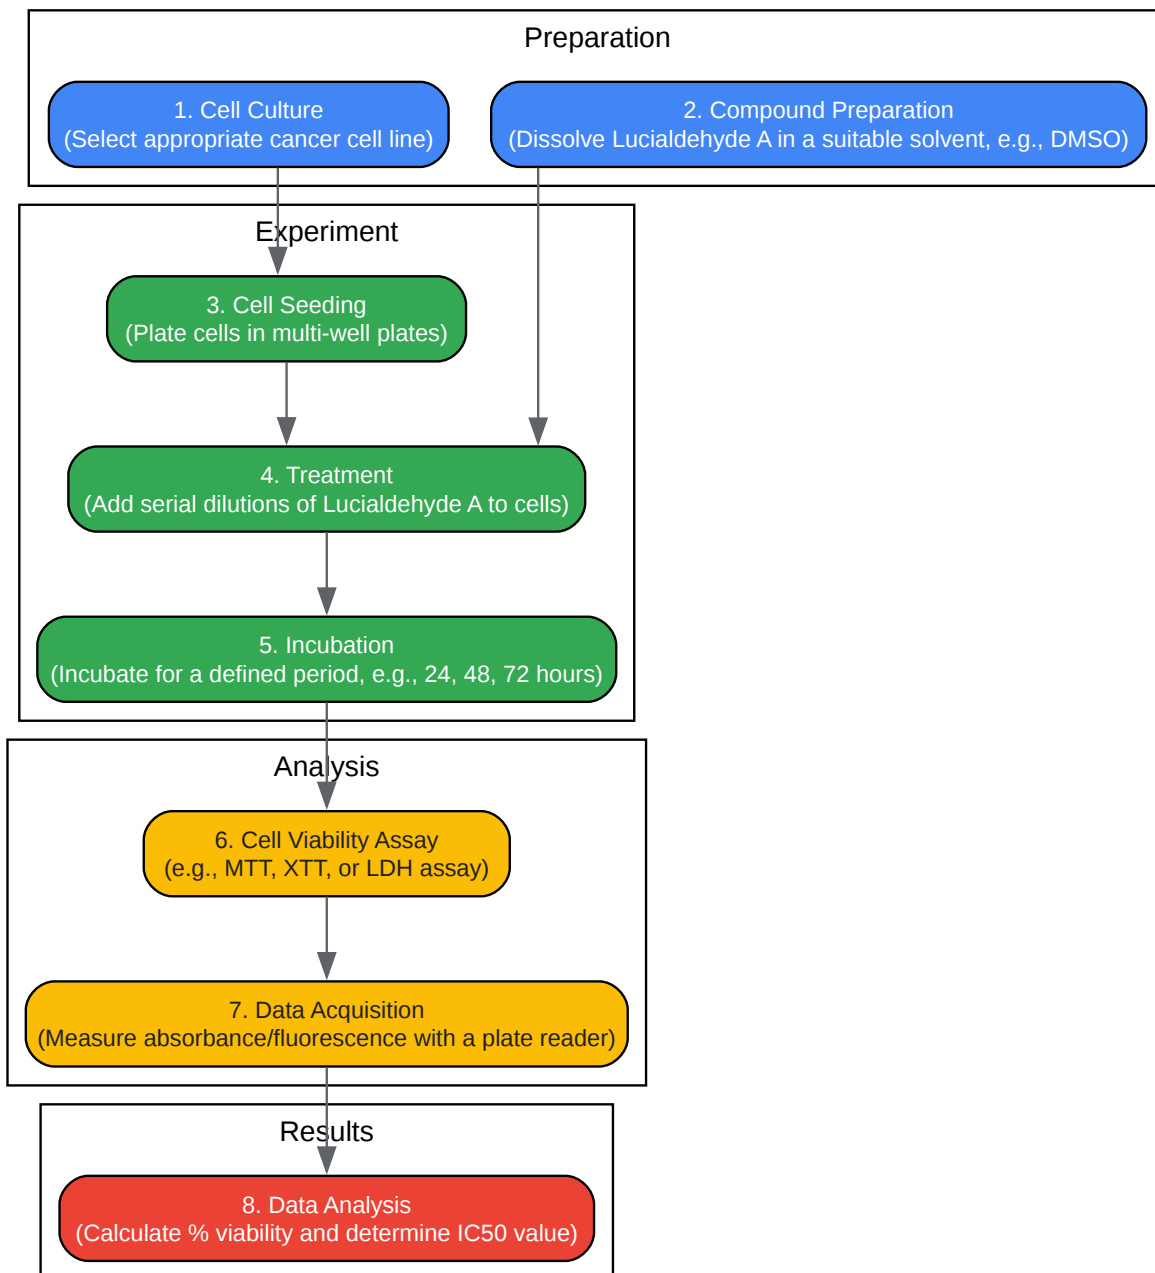 Preparation
1. Cell Culture
(Select appropriate cancer cell line)
2. Compound Preparation
(Dissolve Lucialdehyde A in a suitable solvent, e.g., DMSO)
Experiment
3. Cell Seeding
(Plate cells in multi-well plates)
4. Treatment
(Add serial dilutions of Lucialdehyde A to cells)
5. Incubation
(Incubate for a defined period, e.g., 24, 48, 72 hours)
Analysis
6. Cell Viability Assay
(e.g., MTT, XTT, or LDH assay)
7. Data Acquisition
(Measure absorbance/fluorescence with a plate reader)
Results
8. Data Analysis
(Calculate % viability and determine IC50 value)